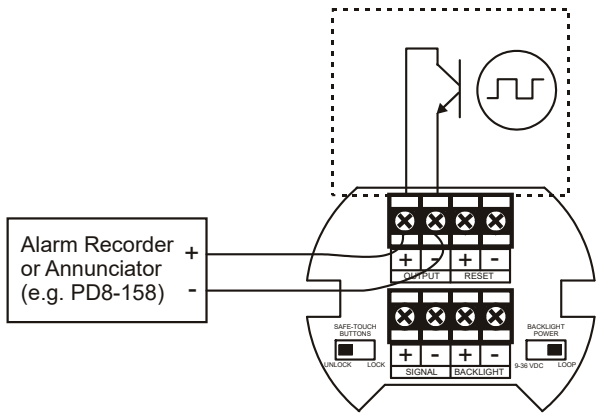 Alarm Recorder +
or Annunciator
(e.g. PD8-158) -
+ - + -
OUTPUT RESET
SAFE-TOUCH
BUTTONS
BACKLIGHT
POWER
UNLOCK LOCK
+ - + -
9-36 VDC LOOP
SIGNAL BACKLIGHT